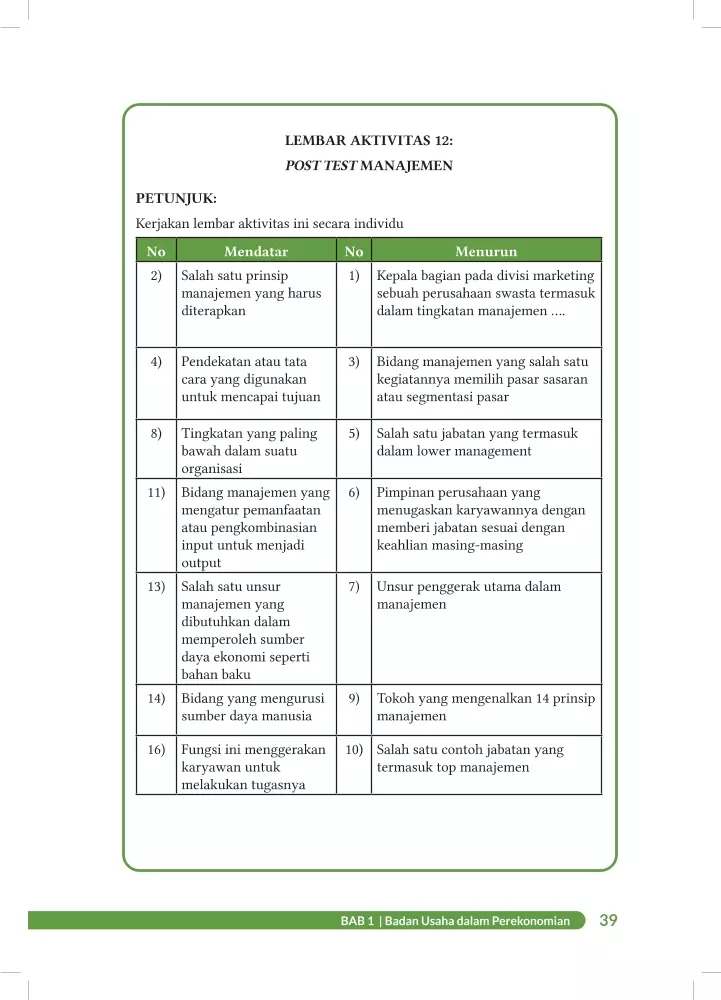 LEMBAR AKTIVITAS 12:
POST TEST MANAJEMEN
PETUNJUK:
Kerjakan lembar aktivitas ini secara individu
No Mendatar No Menurun
2) Salah satu prinsip
manajemen yang harus
diterapkan
1) Kepala bagian pada divisi marketing
sebuah perusahaan swasta termasuk
dalam tingkatan manajemen ….
4) Pendekatan atau tata
cara yang digunakan
untuk mencapai tujuan
3) Bidang manajemen yang salah satu
kegiatannya memilih pasar sasaran
atau segmentasi pasar
8) Tingkatan yang paling
bawah dalam suatu
organisasi
5) Salah satu jabatan yang termasuk
dalam lower management
11) Bidang manajemen yang
mengatur pemanfaatan
atau pengkombinasian
input untuk menjadi
output
6) Pimpinan perusahaan yang
menugaskan karyawannya dengan
memberi jabatan sesuai dengan
keahlian masing-masing
13) Salah satu unsur
manajemen yang
dibutuhkan dalam
memperoleh sumber
daya ekonomi seperti
bahan baku
7) Unsur penggerak utama dalam
manajemen
14) Bidang yang mengurusi
sumber daya manusia
9) Tokoh yang mengenalkan 14 prinsip
manajemen
16) Fungsi ini menggerakan
karyawan untuk
melakukan tugasnya
10) Salah satu contoh jabatan yang
termasuk top manajemen
BAB 1 | Badan Usaha dalam Perekonomian 39